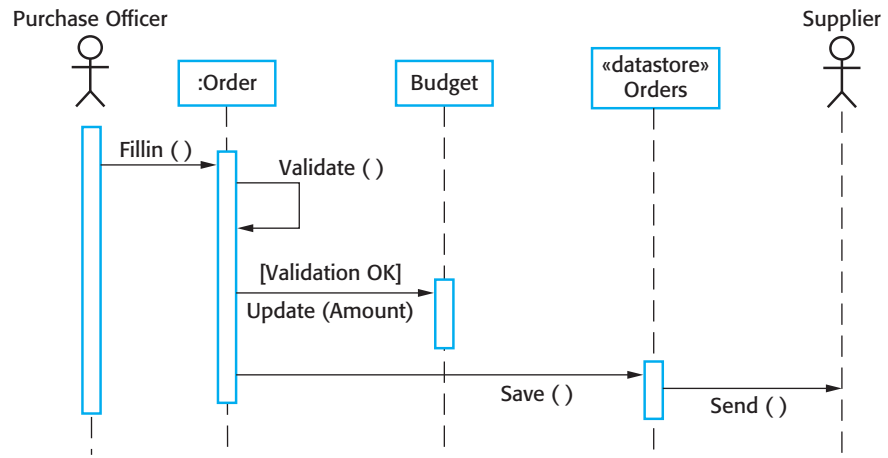 Purchase Officer
Supplier
:Order
Budget
«datastore»
Orders
Fillin ( )
Validate ( )
[Validation OK]
Update (Amount)
Save ( )
Send ( )